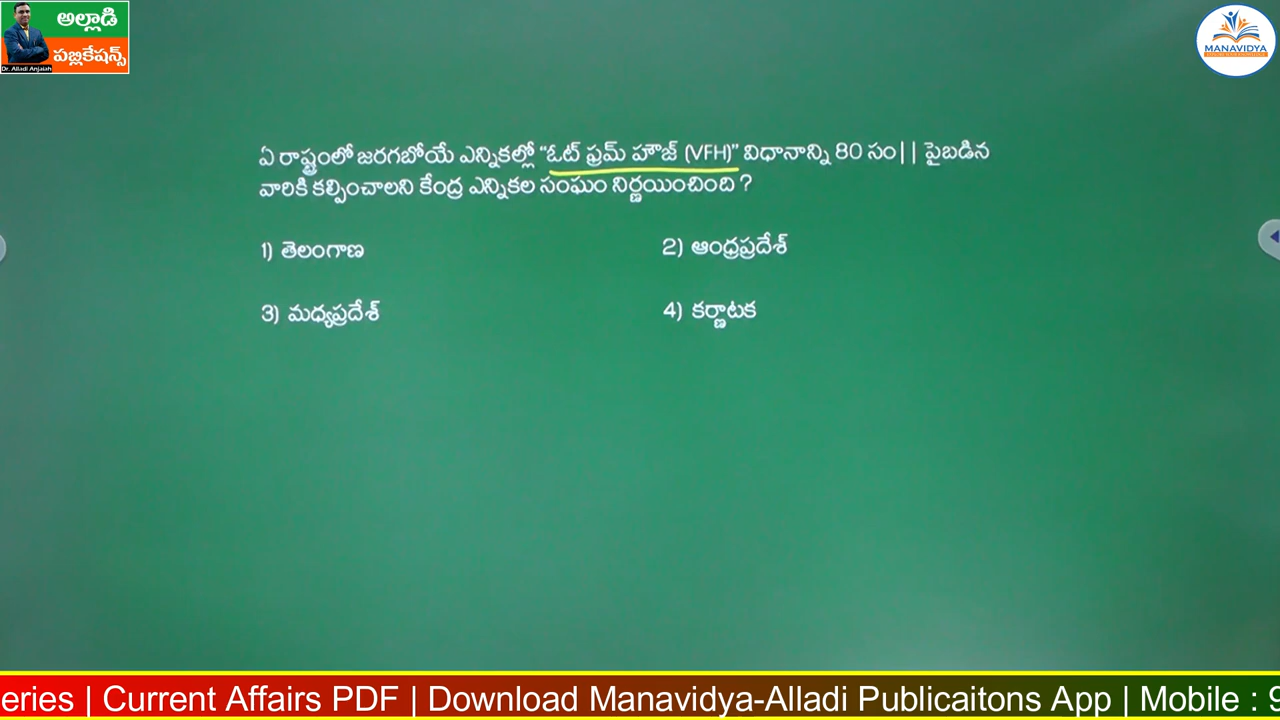 అల్లాడి
పబ్లికేషన్స్
Dr. Alladi Anjaiah
MANAVIDYA
ఏ రాష్ట్రంలో జరగబోయే ఎన్నికల్లో "ఓట్ ఫ్రమ్ హౌజ్ (VFH)" విధానాన్ని 80 సం|| పైబడిన
వారికి కల్పించాలని కేంద్ర ఎన్నికల సంఘం నిర్ణయించింది ?
1) తెలంగాణ
2) ఆంధ్రప్రదేశ్
3) మధ్యప్రదేశ్
4) కర్ణాటక
eries | Current Affairs PDF | Download Manavidya-Alladi Publicaitons App | Mobile : 9